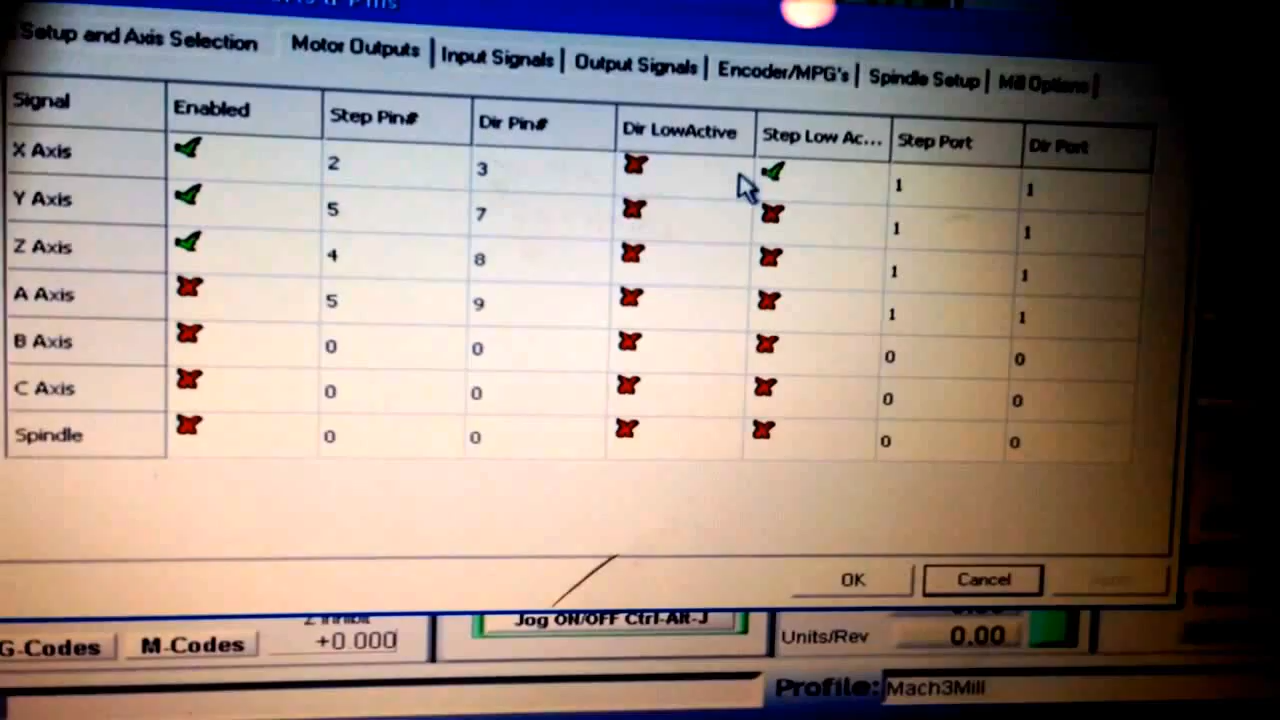 Setup and Axis Selection Motor Outputs Input Signals Output Signals Encoder/MPG's Spindle Setup Mill Options
Signal Enabled Step Pin# Dir Pin# Dir LowActive Step Low Ac... Step Port Dir Port
X Axis 2 3 1 1
Y Axis 5 7 1 1
Z Axis 4 8 1 1
A Axis 5 9 1 1
B Axis 0 0 0 0
C Axis 0 0 0 0
Spindle 0 0 0 0
OK Cancel
Jog ON/OFF Ctrl-Alt-J
G-Codes M-Codes +0.000 Units/Rev 0.00
Profile: Mach3Mill